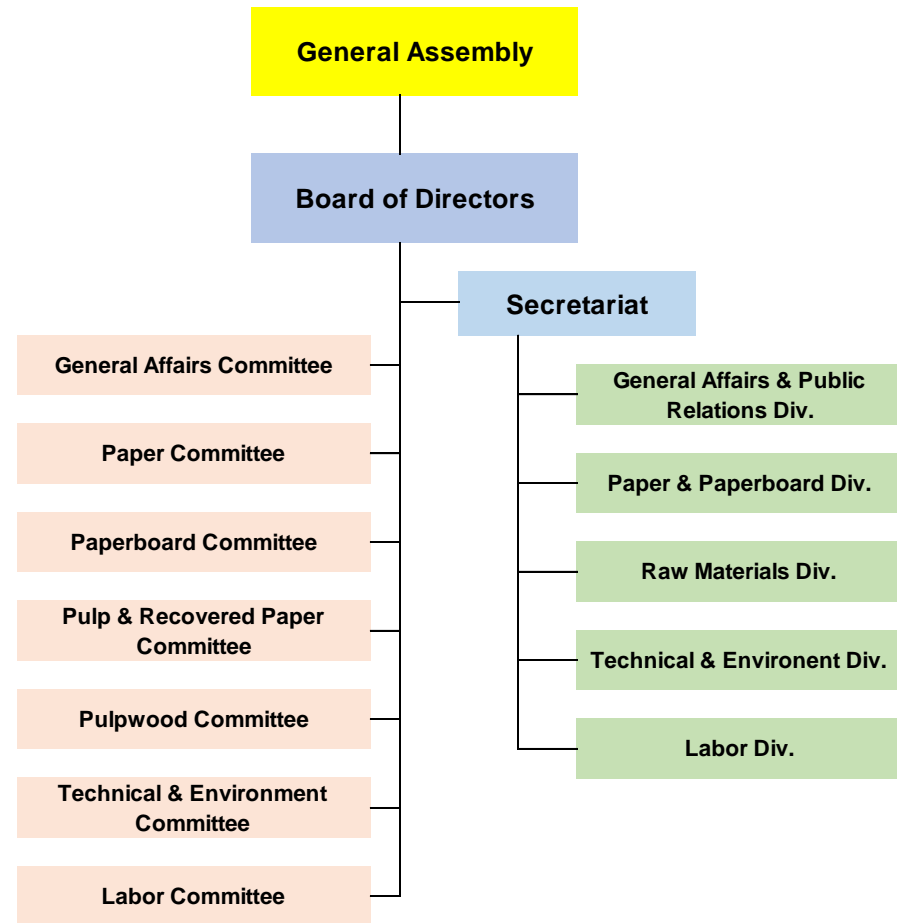 General Assembly
Board of Directors
Secretariat
General Affairs Committee
Paper Committee
Paperboard Committee
Pulp & Recovered Paper
Committee
Pulpwood Committee
Technical & Environment
Committee
Labor Committee
General Affairs & Public
Relations Div.
Paper & Paperboard Div.
Raw Materials Div.
Technical & Environent Div.
Labor Div.